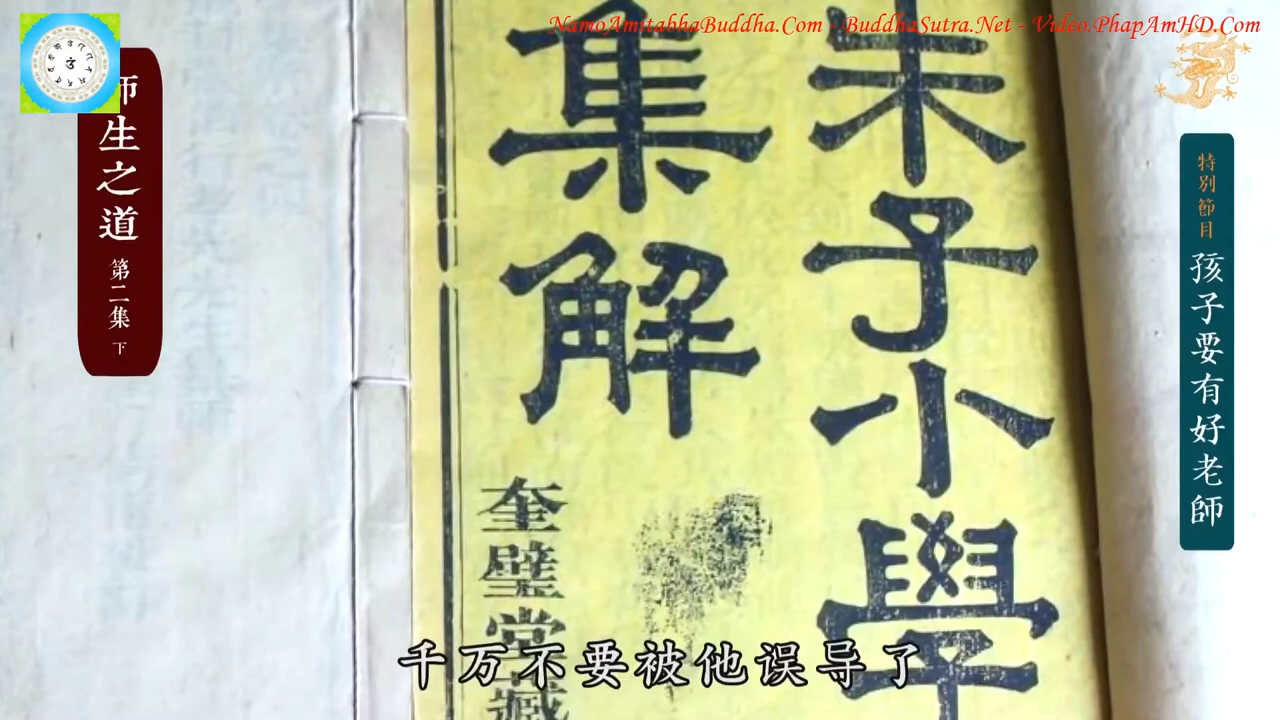 NamoAmitabhaBuddha.Com - BuddhaSutra.Net - Video.PhapAmHD.Com
師生之道
第二集 下
特別節目
孩子要有好老師
朱子小學
集解
奎璧堂藏
千万不要被他误导了